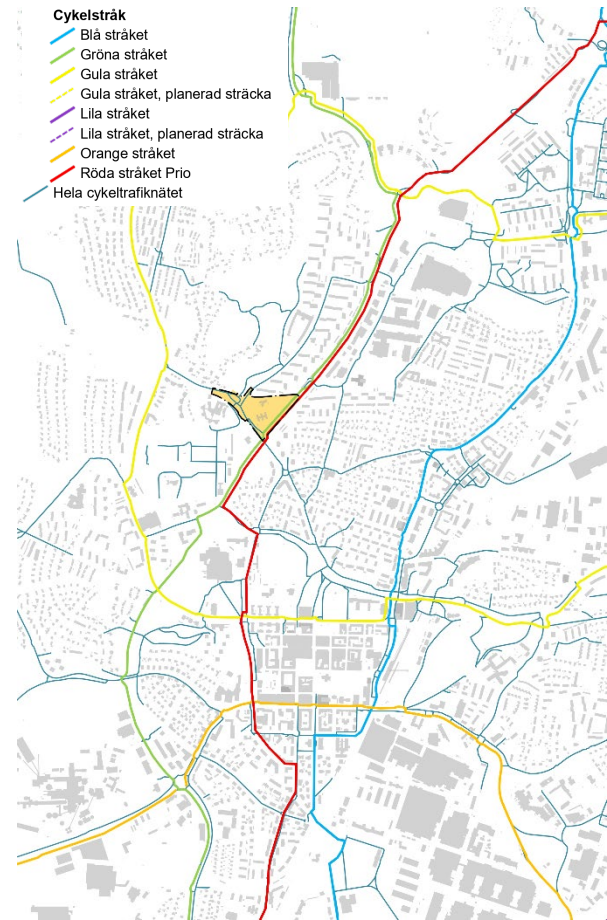 Cykelstråk
Blå stråket
Gröna stråket
Gula stråket
Gula stråket, planerad sträcka
Lila stråket
Lila stråket, planerad sträcka
Orange stråket
Röda stråket Prio
Hela cykeltrafiknätet